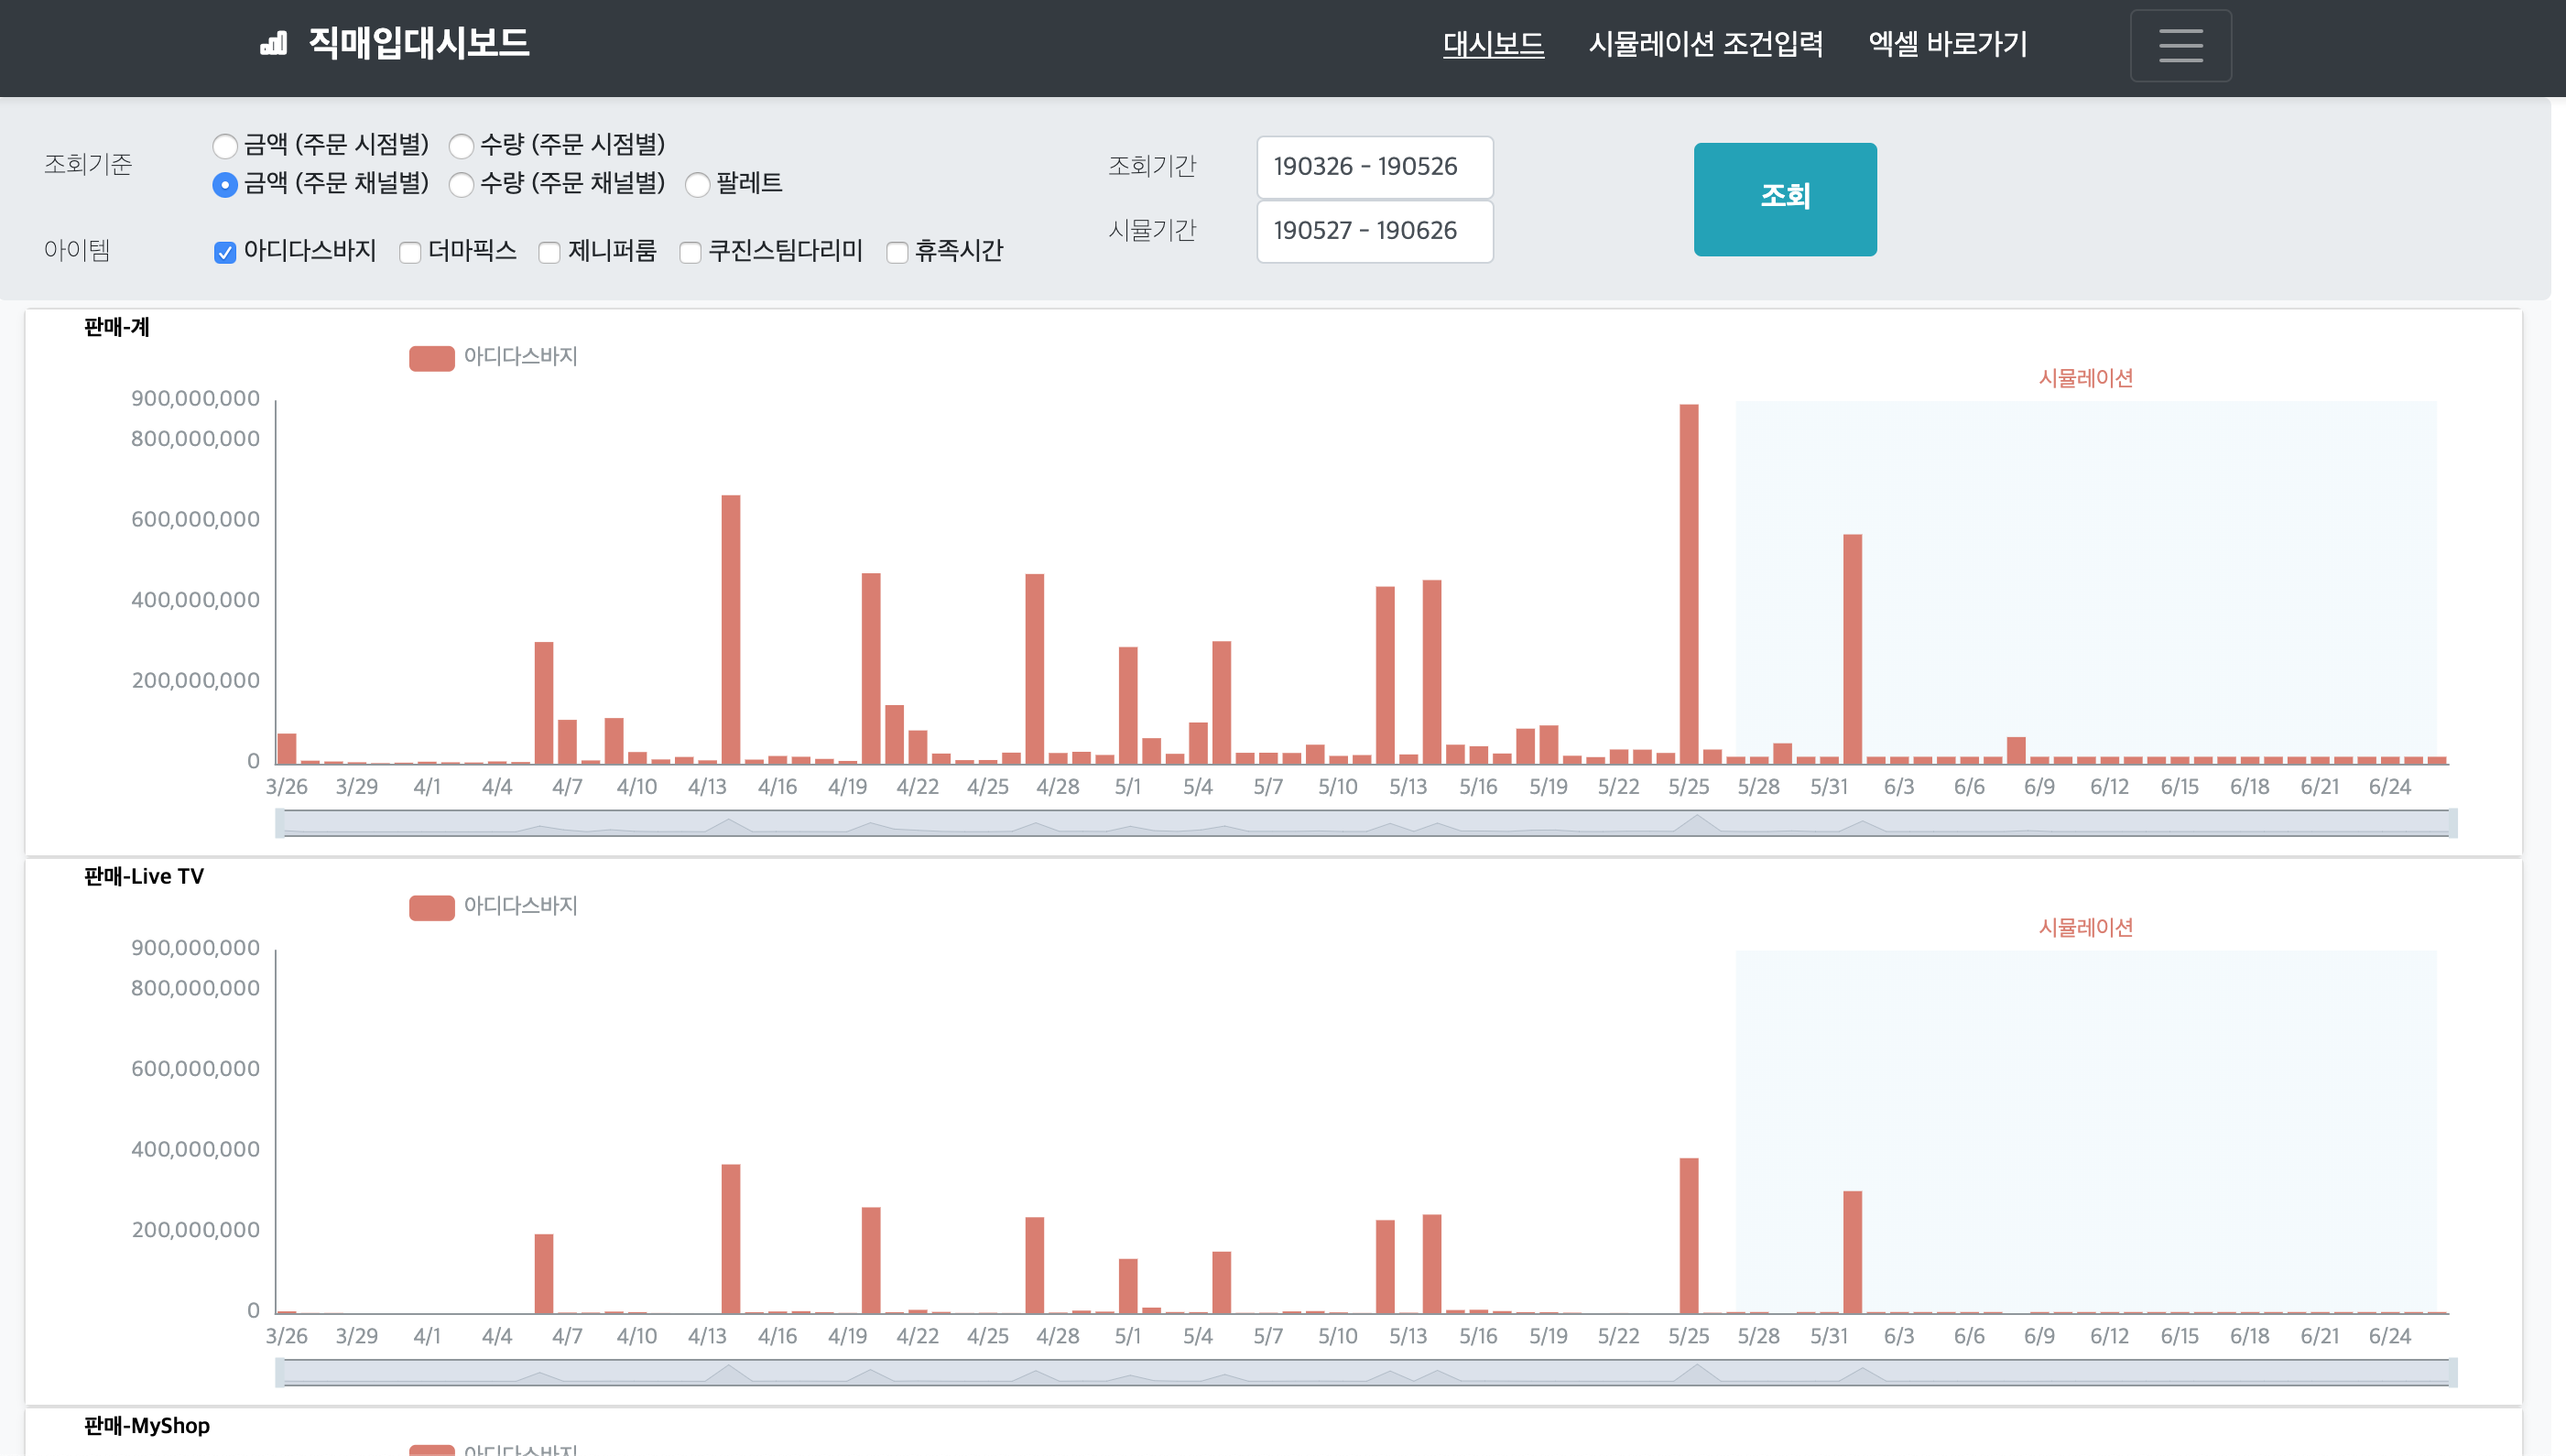 직매입대시보드
대시보드 시뮬레이션 조건입력 엑셀 바로가기
조회기준 금액 (주문 시점별) 수량 (주문 시점별)
금액 (주문 채널별) 수량 (주문 채널별) 팔레트
아이템 아디다스바지 더마픽스 제니퍼룸 쿠진스팀다리미 휴족시간
조회기간 190326 - 190526
시뮬기간 190527 - 190626
조회
판매-계
아디다스바지
시뮬레이션
900,000,000
800,000,000
600,000,000
400,000,000
200,000,000
0
3/26 3/29 4/1 4/4 4/7 4/10 4/13 4/16 4/19 4/22 4/25 4/28 5/1 5/4 5/7 5/10 5/13 5/16 5/19 5/22 5/25 5/28 5/31 6/3 6/6 6/9 6/12 6/15 6/18 6/21 6/24
판매-Live TV
아디다스바지
시뮬레이션
900,000,000
800,000,000
600,000,000
400,000,000
200,000,000
0
3/26 3/29 4/1 4/4 4/7 4/10 4/13 4/16 4/19 4/22 4/25 4/28 5/1 5/4 5/7 5/10 5/13 5/16 5/19 5/22 5/25 5/28 5/31 6/3 6/6 6/9 6/12 6/15 6/18 6/21 6/24
판매-MyShop
아디다스바지